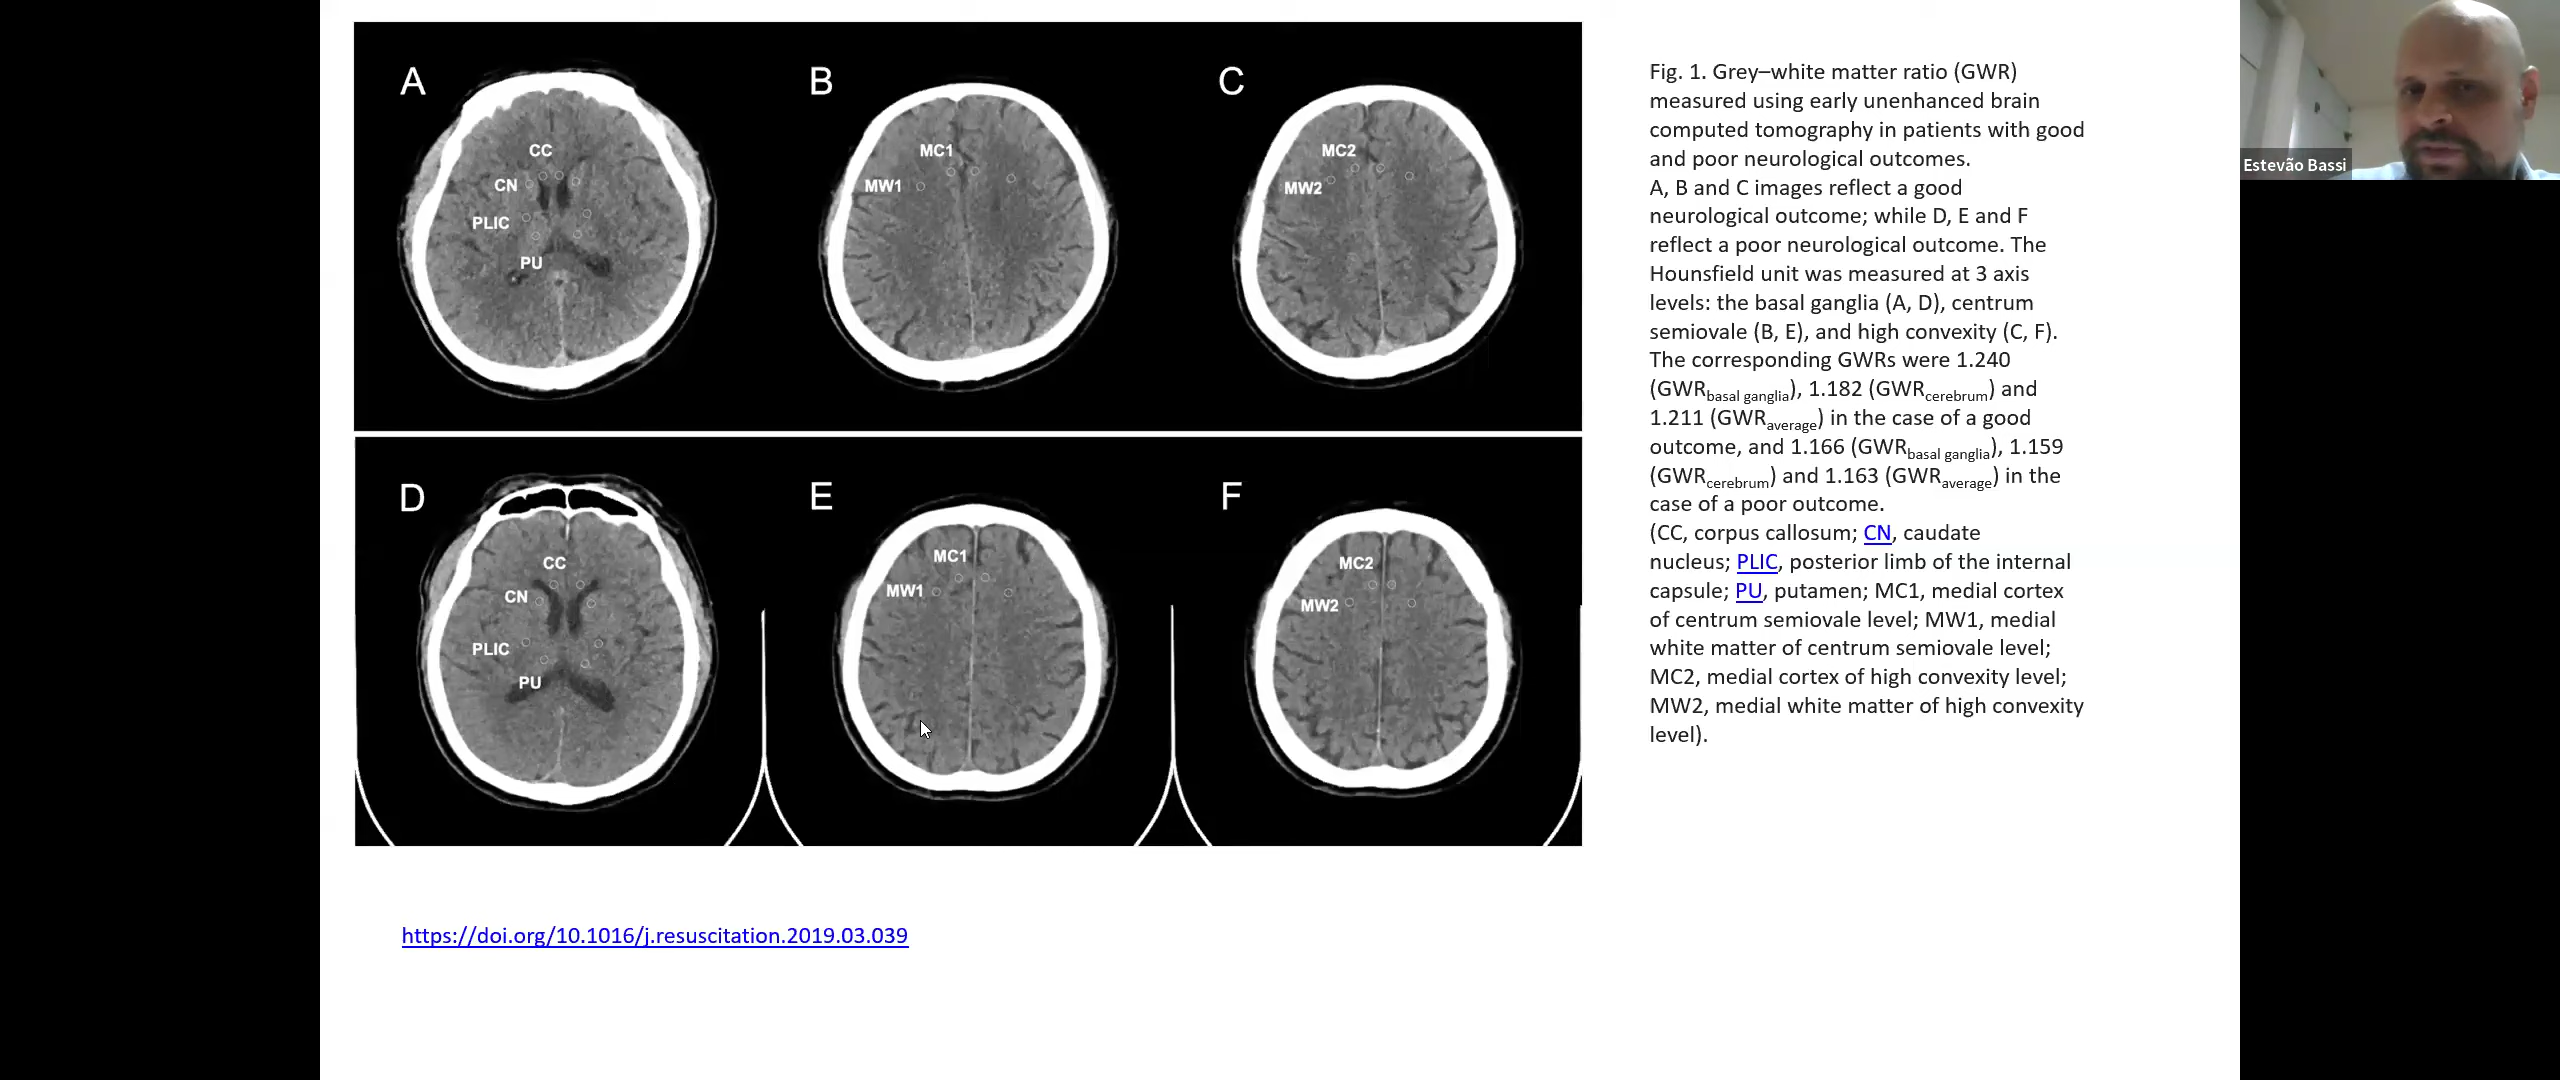 A
B
C
CC
CN
PLIC
PU
MC1
MW1
MC2
MW2
D
E
F
CC
CN
PLIC
PU
MC1
MW1
MC2
MW2
Fig. 1. Grey–white matter ratio (GWR)
measured using early unenhanced brain
computed tomography in patients with good
and poor neurological outcomes.
A, B and C images reflect a good
neurological outcome; while D, E and F
reflect a poor neurological outcome. The
Hounsfield unit was measured at 3 axis
levels: the basal ganglia (A, D), centrum
semiovale (B, E), and high convexity (C, F).
The corresponding GWRs were 1.240
(GWRbasal ganglia), 1.182 (GWRcerebrum) and
1.211 (GWRaverage) in the case of a good
outcome, and 1.166 (GWRbasal ganglia), 1.159
(GWRcerebrum) and 1.163 (GWRaverage) in the
case of a poor outcome.
(CC, corpus callosum; CN, caudate
nucleus; PLIC, posterior limb of the internal
capsule; PU, putamen; MC1, medial cortex
of centrum semiovale level; MW1, medial
white matter of centrum semiovale level;
MC2, medial cortex of high convexity level;
MW2, medial white matter of high convexity
level).
https://doi.org/10.1016/j.resuscitation.2019.03.039
Estevão Bassi